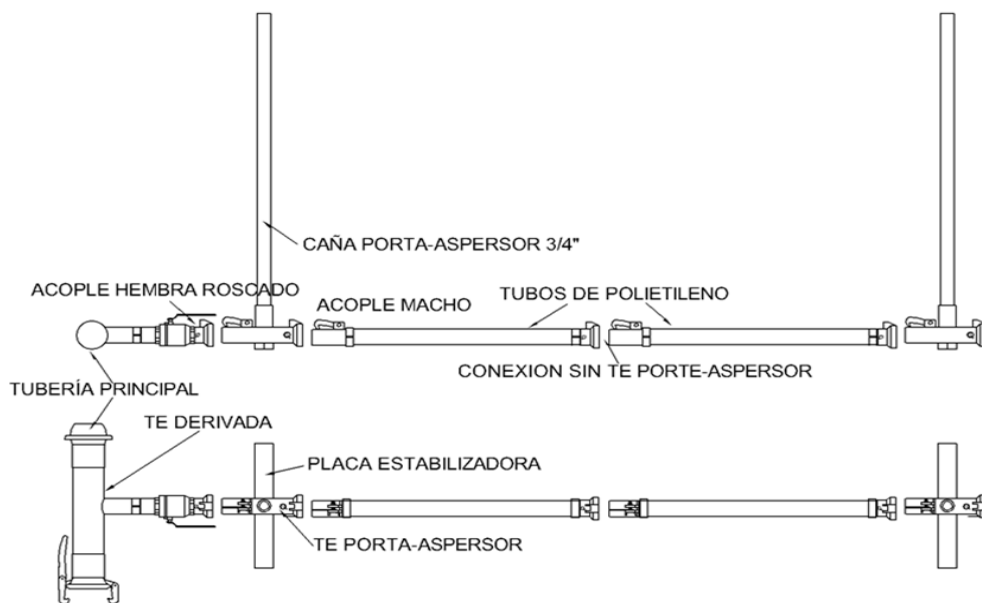 CAÑA PORTA-ASPERSOR 3/4"
ACOPLE HEMBRA ROSCADO
ACOPLE MACHO
TUBOS DE POLIETILENO
CONEXION SIN TE PORTE-ASPERSOR
TUBERÍA PRINCIPAL
TE DERIVADA
PLACA ESTABILIZADORA
TE PORTA-ASPERSOR